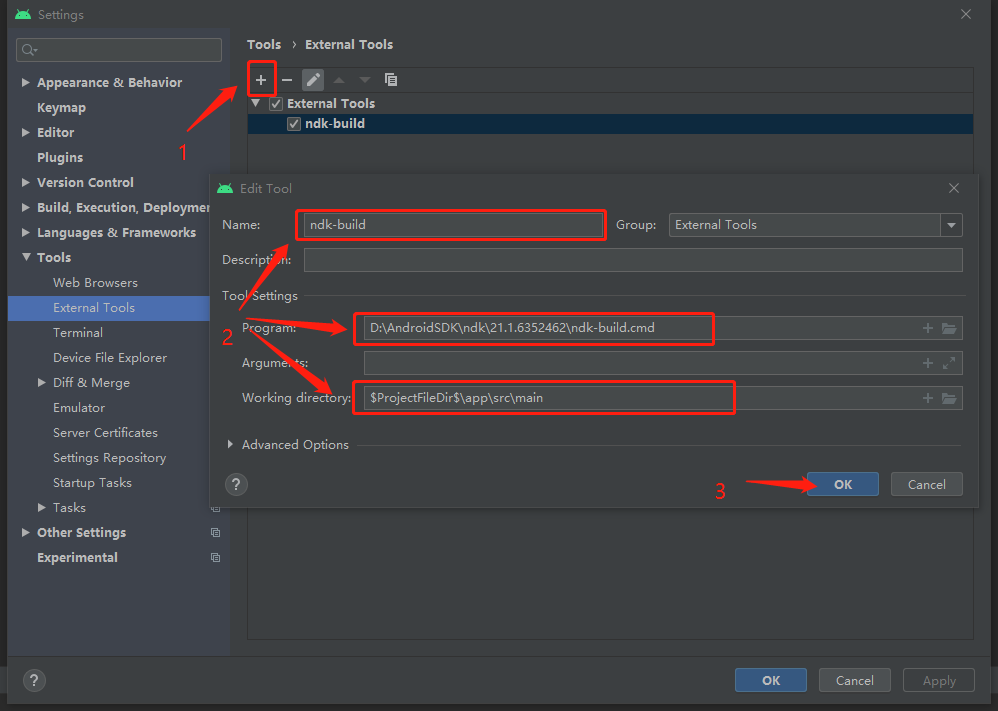 Settings
Tools › External Tools
Appearance & Behavior
Keymap
Editor
Plugins
Version Control
Build, Execution, Deploymen
Languages & Frameworks
Tools
Web Browsers
External Tools
Terminal
Device File Explorer
Diff & Merge
Emulator
Server Certificates
Settings Repository
Startup Tasks
Tasks
Other Settings
Experimental
1
External Tools
ndk-build
Edit Tool
Name: ndk-build Group: External Tools
Description:
Tool Settings
2
Program: D:\AndroidSDK\ndk\21.1.6352462\ndk-build.cmd
Arguments:
Working directory: $ProjectFileDir$\app\src\main
Advanced Options
? 3 OK Cancel
? OK Cancel Apply